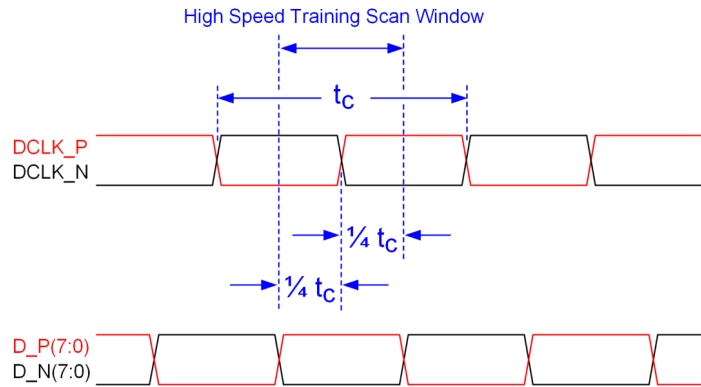 High Speed Training Scan Window
tC
DCLK_P
DCLK_N
¼ tC
¼ tC
D_P(7:0)
D_N(7:0)